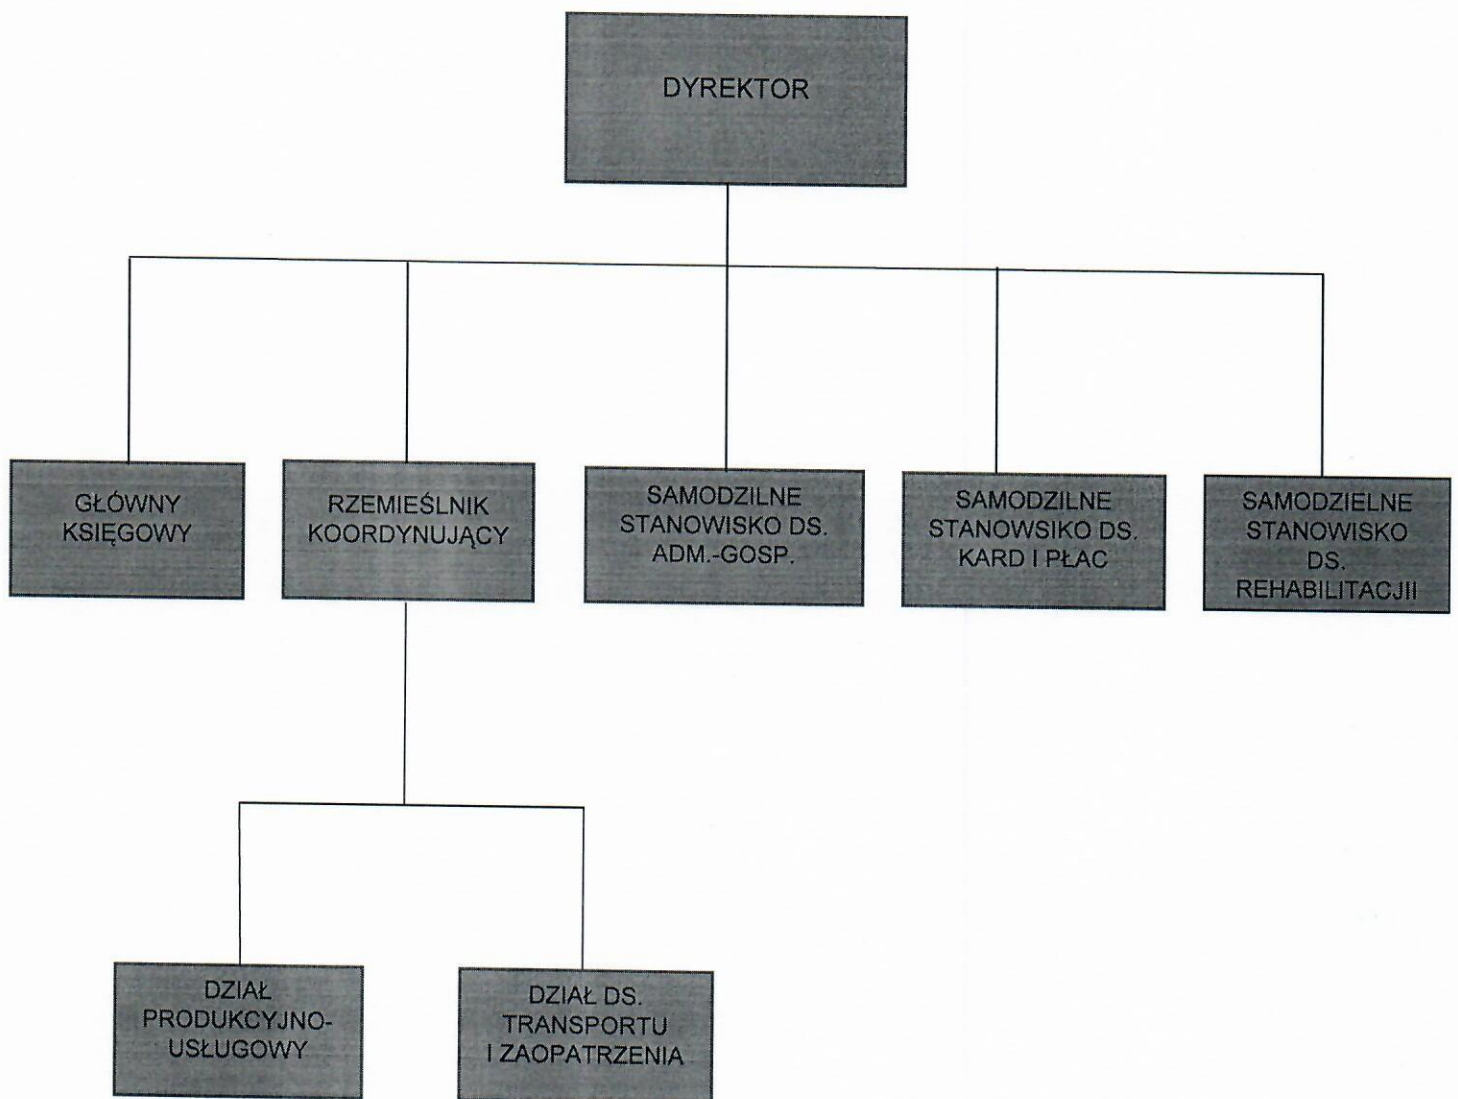 DYREKTOR
GŁÓWNY
KSIĘGOWY
RZEMIEŚLNIK
KOORDYNUJĄCY
SAMODZILNE
STANOWISKO DS.
ADM.-GOSP.
SAMODZILNE
STANOWSIKO DS.
KARD I PŁAC
SAMODZIELNE
STANOWISKO
DS.
REHABILITACJII
DZIAŁ
PRODUKCYJNO-
USŁUGOWY
DZIAŁ DS.
TRANSPORTU
I ZAOPATRZENIA